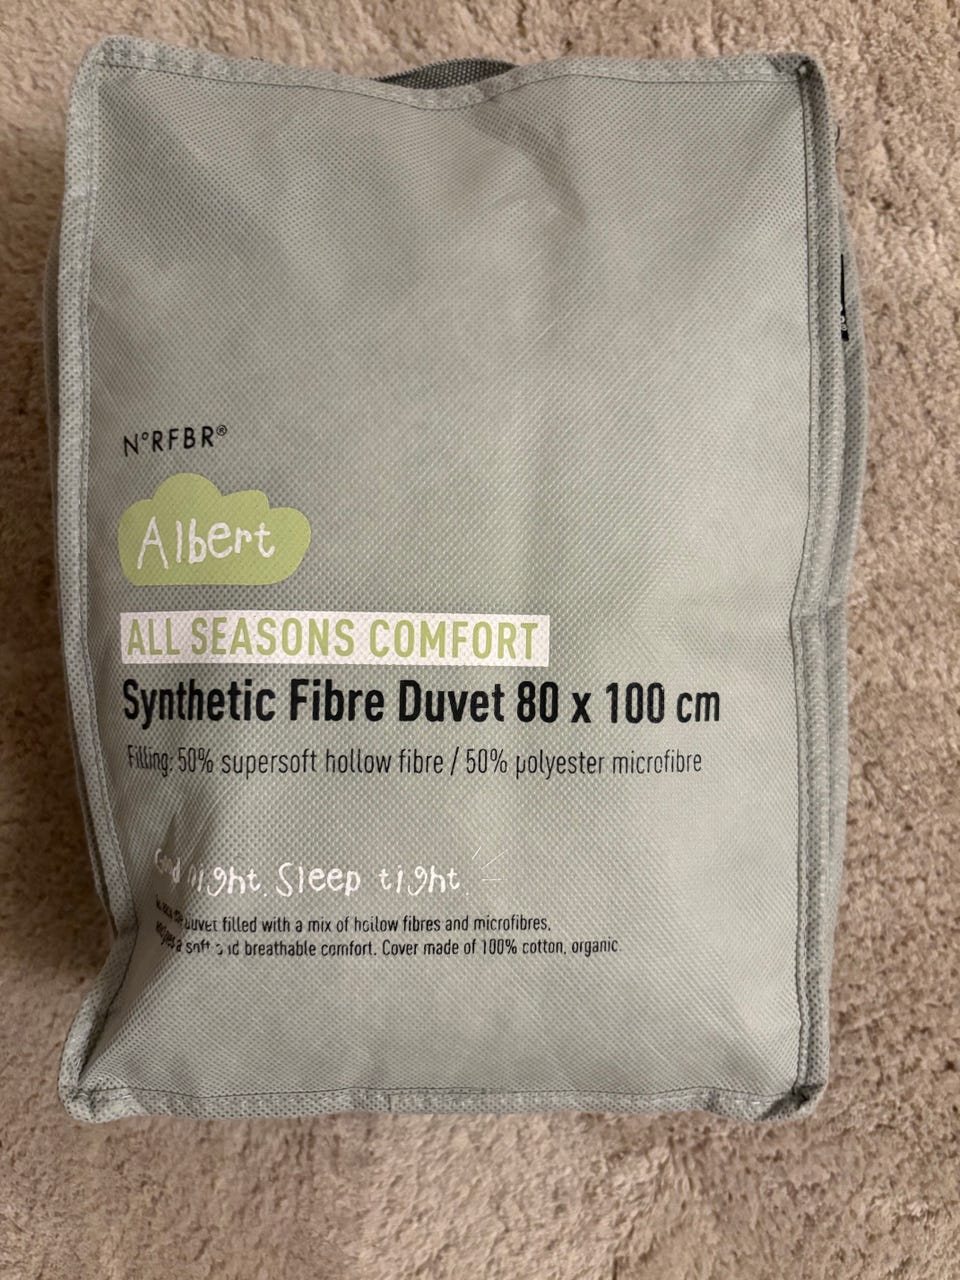 N°RFBR®
Albert
ALL SEASONS COMFORT
Synthetic Fibre Duvet 80 x 100 cm
Filling: 50% supersoft hollow fibre / 50% polyester microfibre
night. Sleep tight.
duvet filled with a mix of hollow fibres and microfibres.
a soft and breathable comfort. Cover made of 100% cotton, organic.